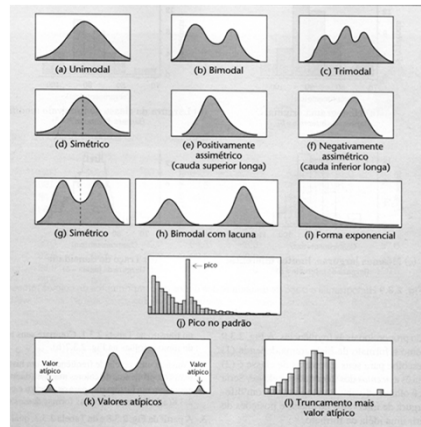 (a) Unimodal
(b) Bimodal
(c) Trimodal
(d) Simétrico
(e) Positivamente
assimétrico
(cauda superior longa)
(f) Negativamente
assimétrico
(cauda inferior longa)
(g) Simétrico
(h) Bimodal com lacuna
(i) Forma exponencial
pico
(j) Pico no padrão
Valor
atípico
Valor
atípico
(k) Valores atípicos
(l) Truncamento mais
valor atípico